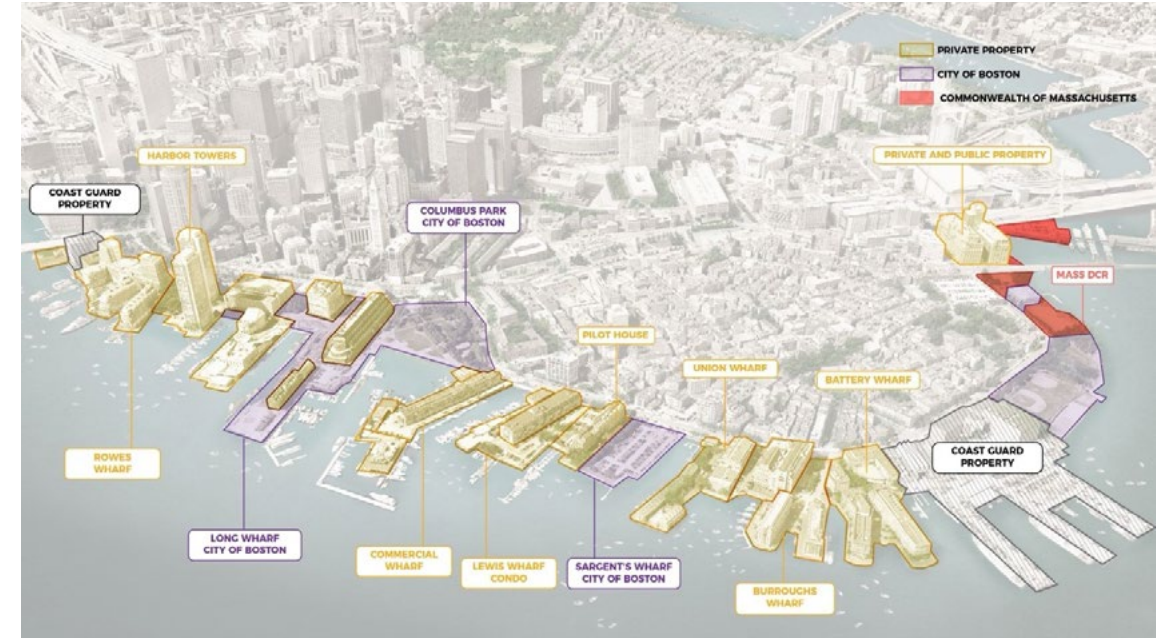 PRIVATE PROPERTY
CITY OF BOSTON
COMMONWEALTH OF MASSACHUSETTS
HARBOR TOWERS
PRIVATE AND PUBLIC PROPERTY
COAST GUARD
PROPERTY
COLUMBUS PARK
CITY OF BOSTON
MASS DCR
PILOT HOUSE
UNION WHARF
BATTERY WHARF
ROWES
WHARF
COAST GUARD
PROPERTY
LONG WHARF
CITY OF BOSTON
COMMERCIAL
WHARF
LEWIS WHARF
CONDO
SARGENT'S WHARF
CITY OF BOSTON
BURROUGHS
WHARF